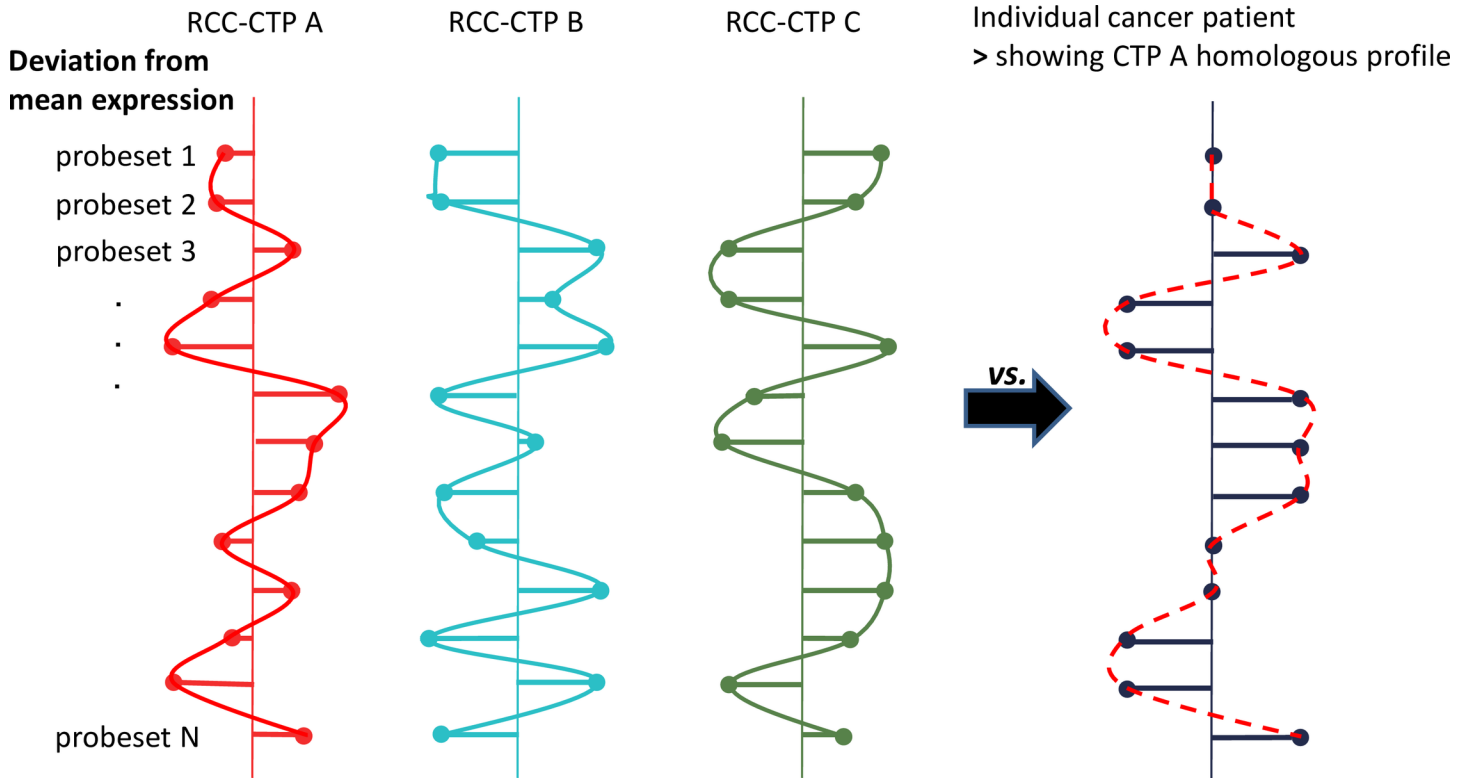 RCC-CTP A
RCC-CTP B
RCC-CTP C
Individual cancer patient
> showing CTP A homologous profile
Deviation from
mean expression
probeset 1
probeset 2
probeset 3
.
.
.
vs.
probeset N